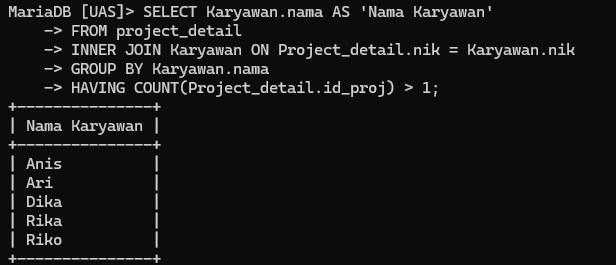 MariaDB [UAS]> SELECT Karyawan.nama AS 'Nama Karyawan'
    -> FROM project_detail
    -> INNER JOIN Karyawan ON Project_detail.nik = Karyawan.nik
    -> GROUP BY Karyawan.nama
    -> HAVING COUNT(Project_detail.id_proj) > 1;
+---------------+
| Nama Karyawan |
+---------------+
| Anis          |
| Ari           |
| Dika          |
| Rika          |
| Riko          |
+---------------+